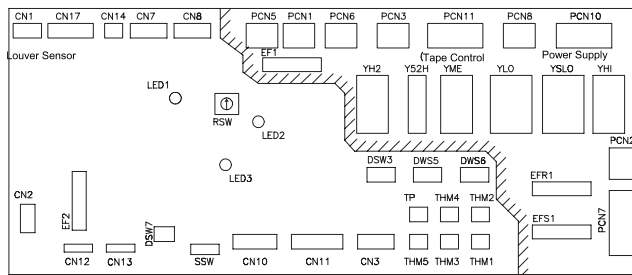 CN1 CN17 CN14 CN7 CN8 PCN5 PCN1 PCN6 PCN3 PCN11 PCN8 PCN10
Louver Sensor EF1 (Tape Control Power Supply
YH2 Y52H YME YLO YSLO YHI
LED1
RSW
LED2
PCN2
DSW3 DWS5 DWS6
LED3
EFR1
CN2
EF2
TP THM4 THM2
PCN7
DSW7
EFS1
CN12 CN13 SSW CN10 CN11 CN3 THM5 THM3 THM1